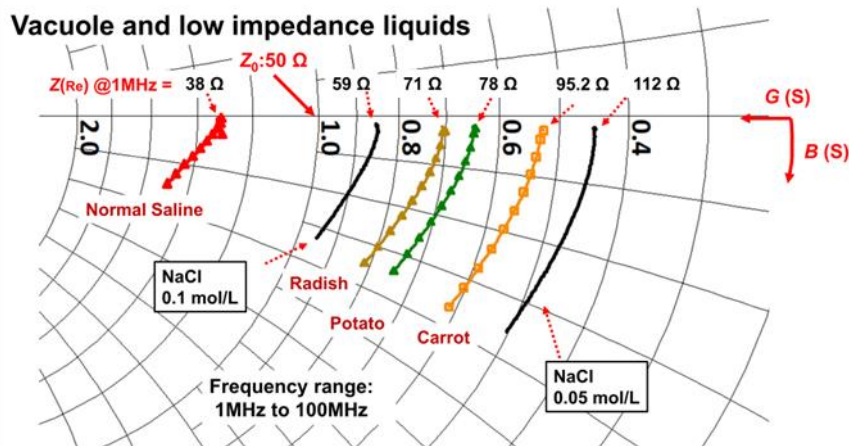 Vacuole and low impedance liquids
Z₀:50 Ω
Z(Re) @1MHz = 38 Ω 59 Ω 71 Ω 78 Ω 95.2 Ω 112 Ω
G (S)
2.0 1.0 0.8 0.6 0.4
B (S)
Normal Saline
NaCl
0.1 mol/L
Radish
Potato
Carrot
Frequency range:
1MHz to 100MHz
NaCl
0.05 mol/L